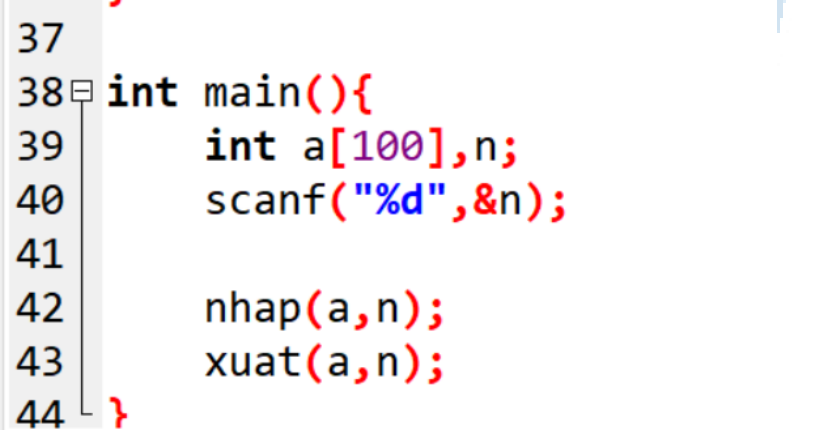 37
38 int main(){
39 int a[100],n;
40 scanf("%d",&n);
41
42 nhap(a,n);
43 xuat(a,n);
44 }